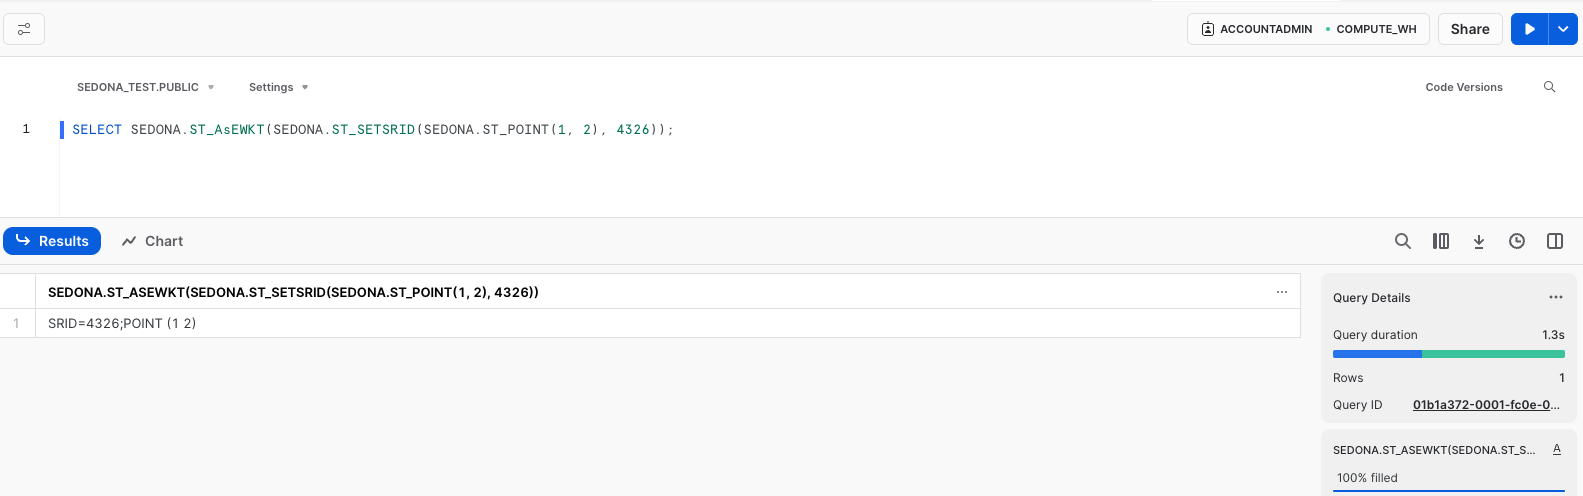 ACCOUNTADMIN COMPUTE_WH Share
SEDONA_TEST.PUBLIC Settings Code Versions
1 SELECT SEDONA.ST_AsEWKT(SEDONA.ST_SETSRID(SEDONA.ST_POINT(1, 2), 4326));
Results Chart
SEDONA.ST_ASEWKT(SEDONA.ST_SETSRID(SEDONA.ST_POINT(1, 2), 4326)) ...
1 SRID=4326;POINT (1 2)
Query Details ...
Query duration 1.3s
Rows 1
Query ID 01b1a372-0001-fc0e-0...
SEDONA.ST_ASEWKT(SEDONA.ST_S... A
100% filled